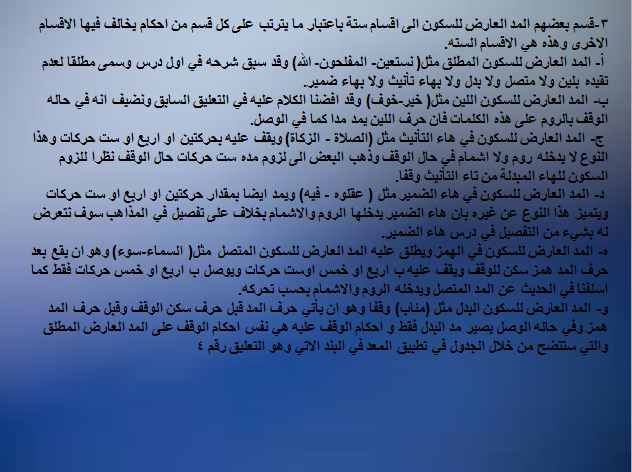 ٣-قسم بعضهم المد العارض للسكون الى اقسام ستة باعتبار ما يترتب على كل قسم من احكام يخالف فيها الاقسام
الاخرى وهذه هي الاقسام السته.
أ- المد العارض للسكون المطلق مثل( نستعين- المفلحون- الله) وقد سبق شرحه في اول درس وسمى مطلقا لعدم
تقيده بلين ولا متصل ولا بدل ولا بهاء تأنيث ولا بهاء ضمير.
ب- المد العارض للسكون اللين مثل( خير-خوف) وقد افضنا الكلام عليه في التعليق السابق ونضيف انه في حاله
الوقف بالروم على هذه الكلمات فان حرف اللين يمد مدا كما في الوصل.
ج- المد العارض للسكون في هاء التأنيث مثل (الصلاة - الزكاة) ويقف عليه بحركتين او اربع او ست حركات وهذا
النوع لا يدخله روم ولا اشمام في حال الوقف وذهب البعض الى لزوم مده ست حركات حال الوقف نظرا للزوم
السكون للهاء المبدلة من تاء التأنيث وقفا.
د- المد العارض للسكون في هاء الضمير مثل ( عقلوه - فيه) ويمد ايضا بمقدار حركتين او اربع او ست حركات
ويتميز هذا النوع عن غيره بان هاء الضمير يدخلها الروم والاشمام بخلاف على تفصيل في المذاهب سوف نتعرض
له بشيء من التفصيل في درس هاء الضمير.
ه- المد العارض للسكون في الهمز ويطلق عليه المد العارض للسكون المتصل مثل( السماء-سوء) وهو ان يقع بعد
حرف المد همز سكن للوقف ويقف عليه ب اربع او خمس اوست حركات ويوصل ب اربع او خمس حركات فقط كما
اسلفنا في الحديث عن المد المتصل ويدخله الروم والاشمام بحسب تحركه.
و- المد العارض للسكون البدل مثل (مناب) وقفا وهو ان يأتي حرف المد قبل حرف سكن الوقف وقبل حرف المد
همز وفي حاله الوصل يصير مد البدل فقط و احكام الوقف عليه هي نفس احكام الوقف على المد العارض المطلق
والتي ستتضح من خلال الجدول في تطبيق المعد في البند الاتي وهو التعليق رقم ٤